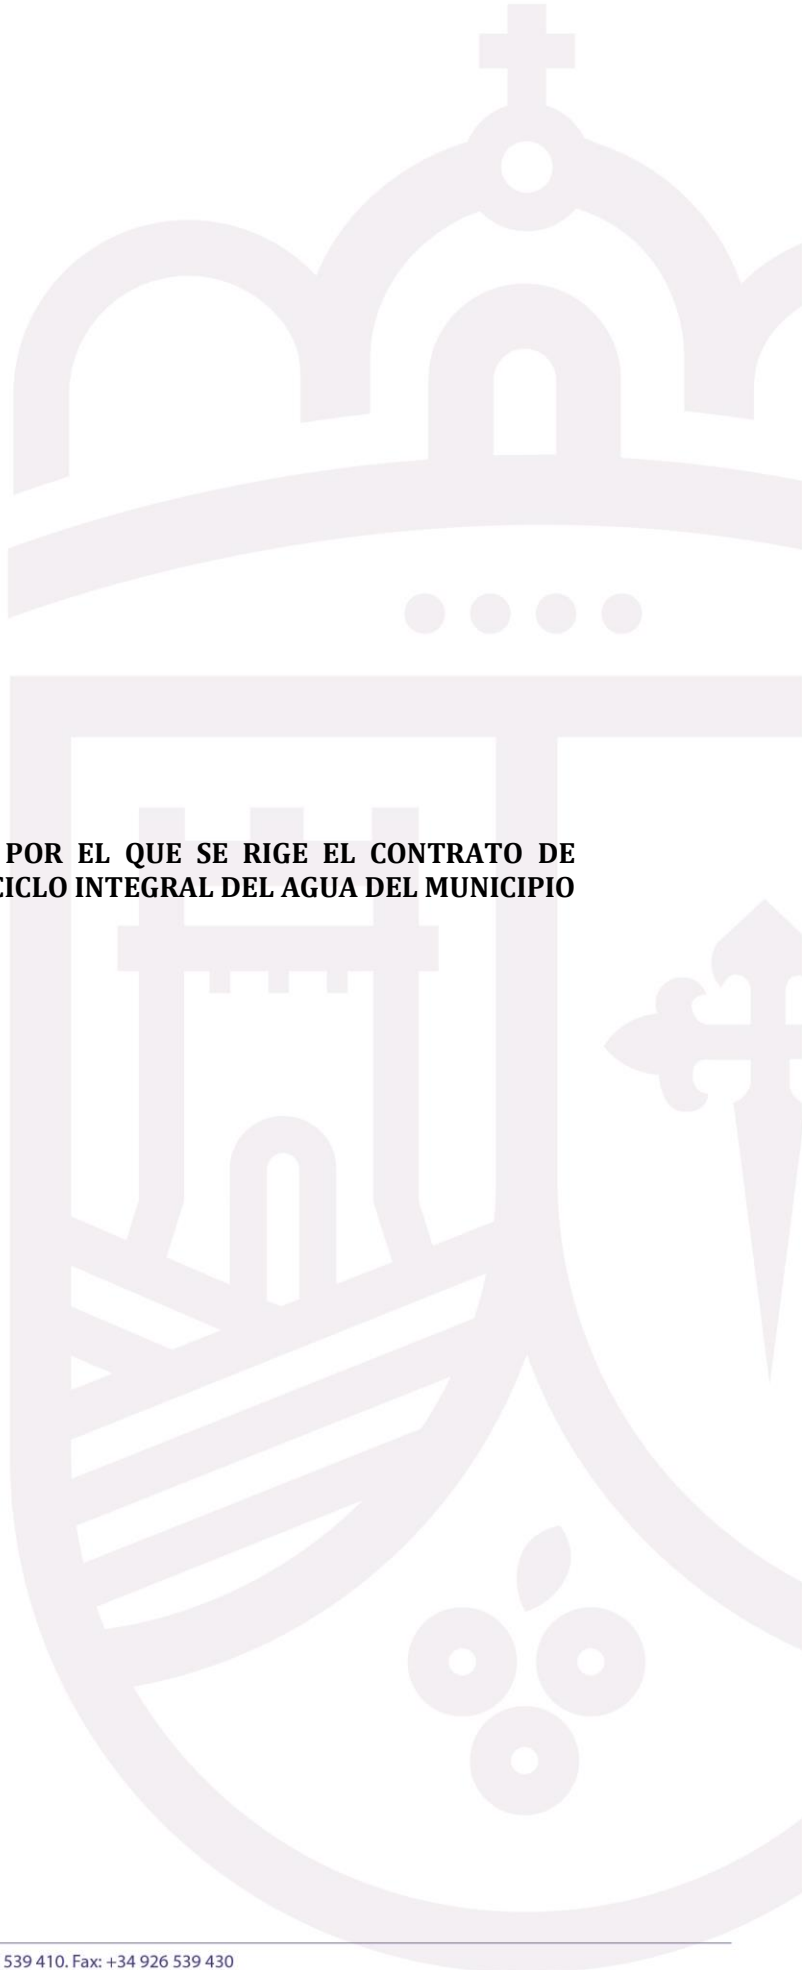 POR EL QUE SE RIGE EL CONTRATO DE
CICLO INTEGRAL DEL AGUA DEL MUNICIPIO
539 410. Fax: +34 926 539 430